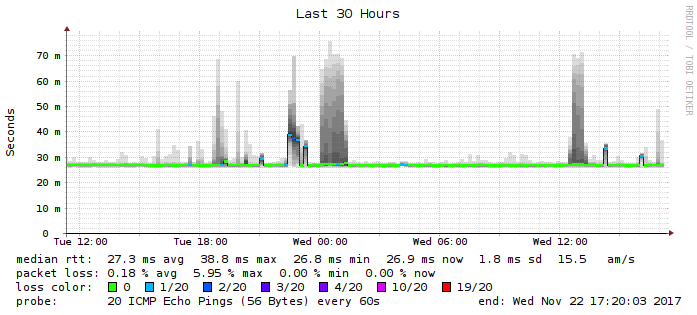 Last 30 Hours
RRDTOOL / TOBI OETIKER
Seconds
70 m
60 m
50 m
40 m
30 m
20 m
10 m
0
Tue 12:00 Tue 18:00 Wed 00:00 Wed 06:00 Wed 12:00
median rtt: 27.3 ms avg 38.8 ms max 26.8 ms min 26.9 ms now 1.8 ms sd 15.5 am/s
packet loss: 0.18 % avg 5.95 % max 0.00 % min 0.00 % now
loss color: 0 1/20 2/20 3/20 4/20 10/20 19/20
probe: 20 ICMP Echo Pings (56 Bytes) every 60s end: Wed Nov 22 17:20:03 2017